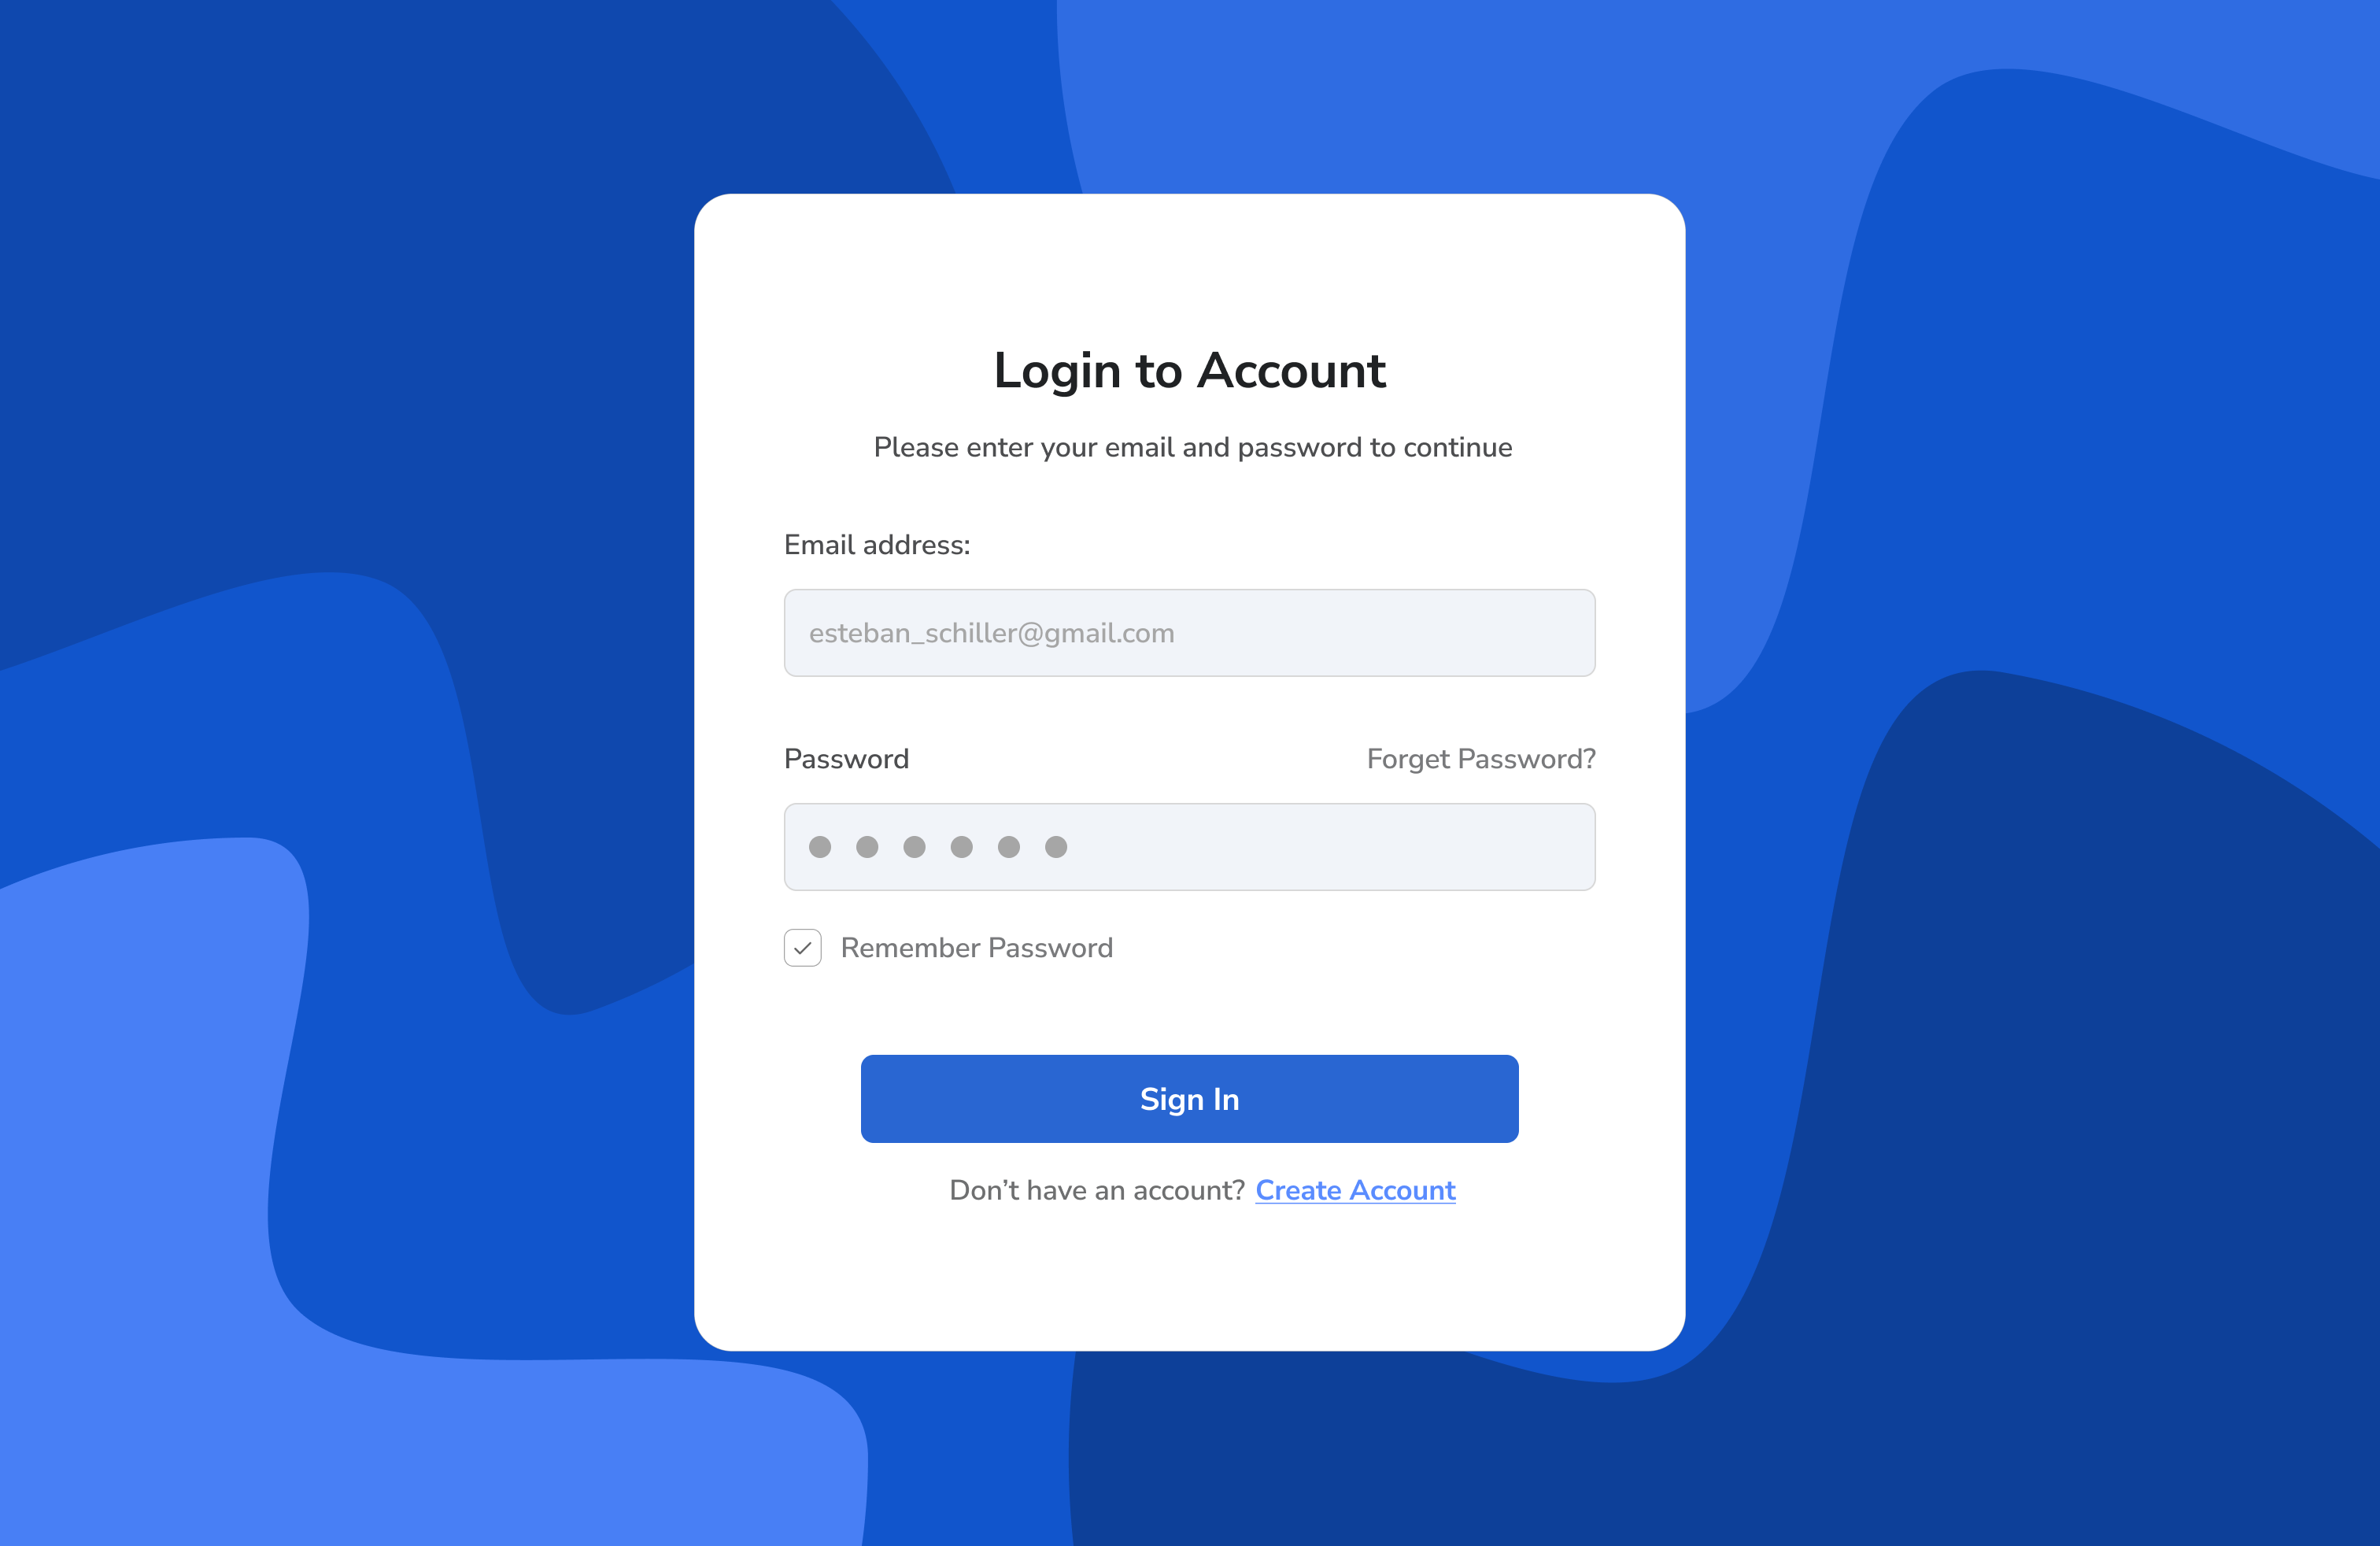 Login to Account
Please enter your email and password to continue
Email address:
esteban_schiller@gmail.com
Password
Forget Password?
Remember Password
Sign In
Don’t have an account? Create Account